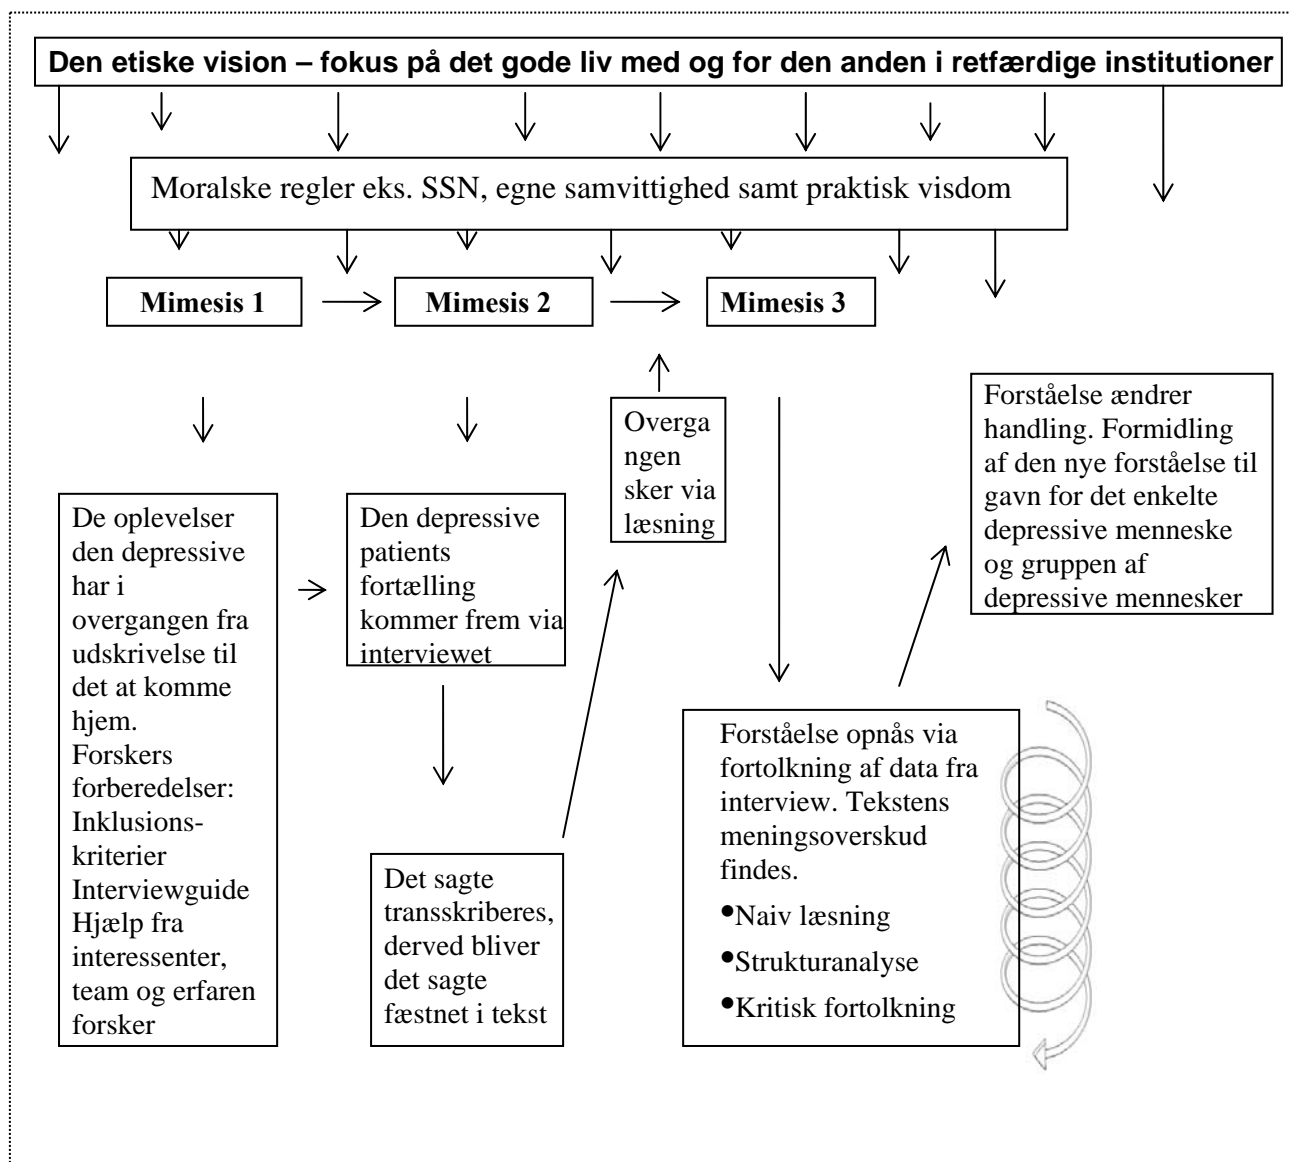 Den etiske vision – fokus på det gode liv med og for den anden i retfærdige institutioner
Moralske regler eks. SSN, egne samvittighed samt praktisk visdom
Mimesis 1
Mimesis 2
Mimesis 3
De oplevelser
den depressive
har i
overgangen fra
udskrivelse til
det at komme
hjem.
Forskers
forberedelser:
Inklusions-
kriterier
Interviewguide
Hjælp fra
interessenter,
team og erfaren
forsker
Den depressive
patients
fortælling
kommer frem via
interviewet
Det sagte
transskriberes,
derved bliver
det sagte
fæstnet i tekst
Overga
ngen
sker via
læsning
Forståelse opnås via
fortolkning af data fra
interview. Tekstens
meningsoverskud
findes.
•Naiv læsning
•Strukturanalyse
•Kritisk fortolkning
Forståelse ændrer
handling. Formidling
af den nye forståelse til
gavn for det enkelte
depressive menneske
og gruppen af
depressive mennesker